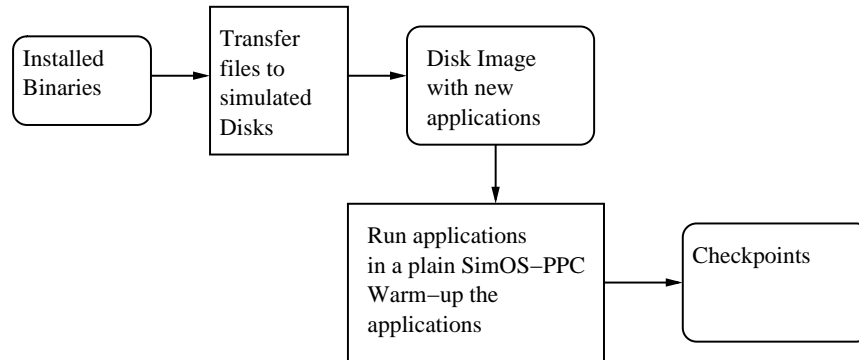 Installed
Binaries
Transfer
files to
simulated
Disks
Disk Image
with new
applications
Run applications
in a plain SimOS−PPC
Warm−up the
applications
Checkpoints